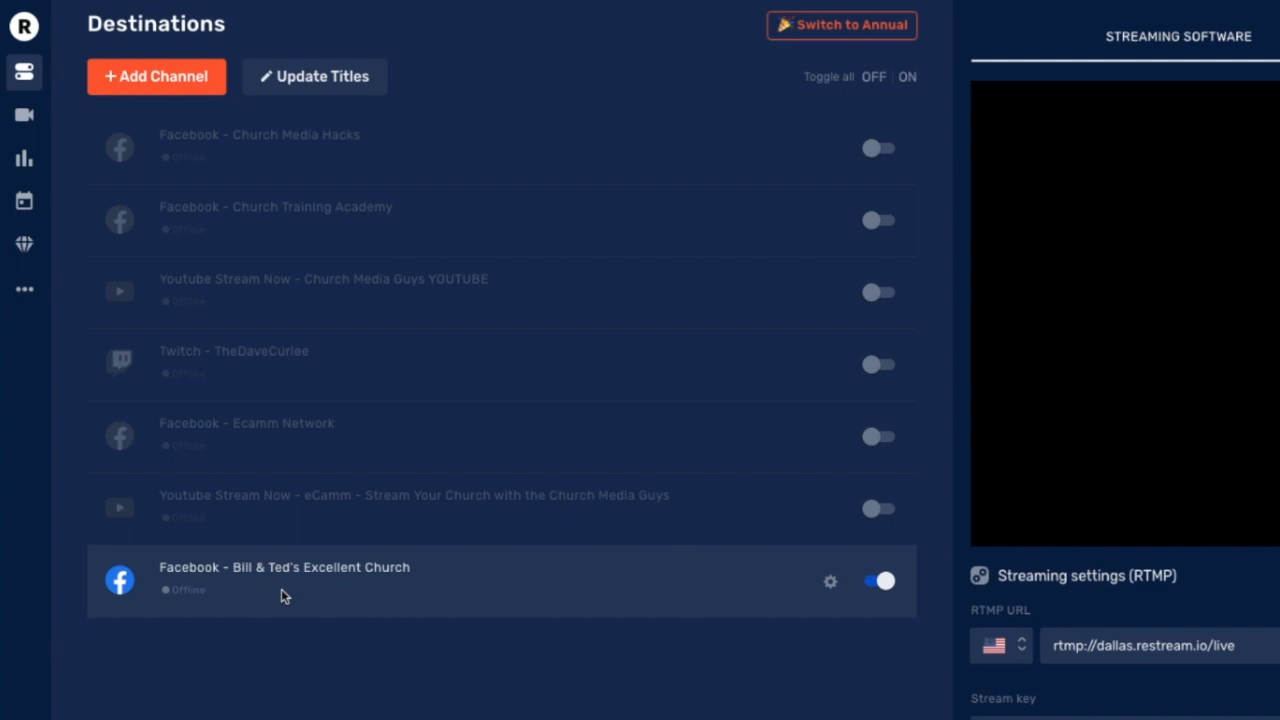 R
Destinations
Switch to Annual
+ Add Channel
Update Titles
Toggle all OFF | ON
Facebook - Church Media Hacks
Offline
Facebook - Church Training Academy
Offline
Youtube Stream Now - Church Media Guys YOUTUBE
Offline
Twitch - TheDaveCurlee
Offline
Facebook - Ecamm Network
Offline
Youtube Stream Now - eCamm - Stream Your Church with the Church Media Guys
Offline
Facebook - Bill & Ted's Excellent Church
Offline
STREAMING SOFTWARE
Streaming settings (RTMP)
RTMP URL
rtmp://dallas.restream.io/live
Stream key